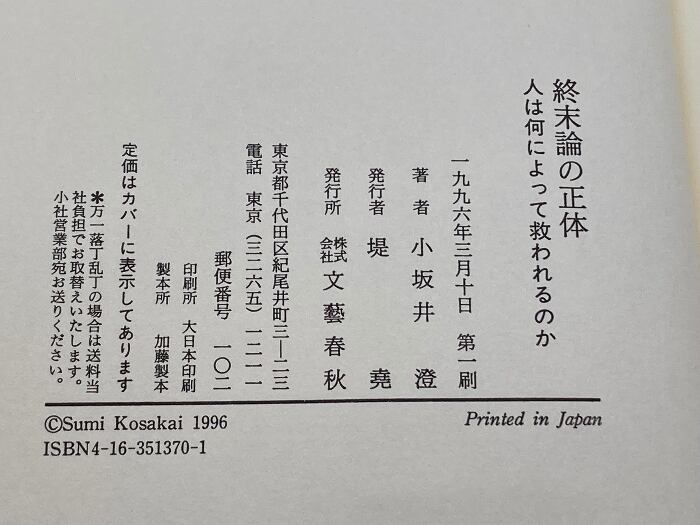 終末論の正体
人は何によって救われるのか
一九九六年三月十日　第一刷
著者　小坂井　澄
発行者　堤　堯
発行所　株式会社　文藝春秋
東京都千代田区紀尾井町三―二三
電話　東京（三二六五）一二一一
郵便番号　一〇二
印刷所　大日本印刷
製本所　加藤製本
定価はカバーに表示してあります
＊万一落丁乱丁の場合は送料当
社負担でお取替えいたします。
小社営業部宛お送りください。
©Sumi Kosakai 1996
Printed in Japan
ISBN4-16-351370-1